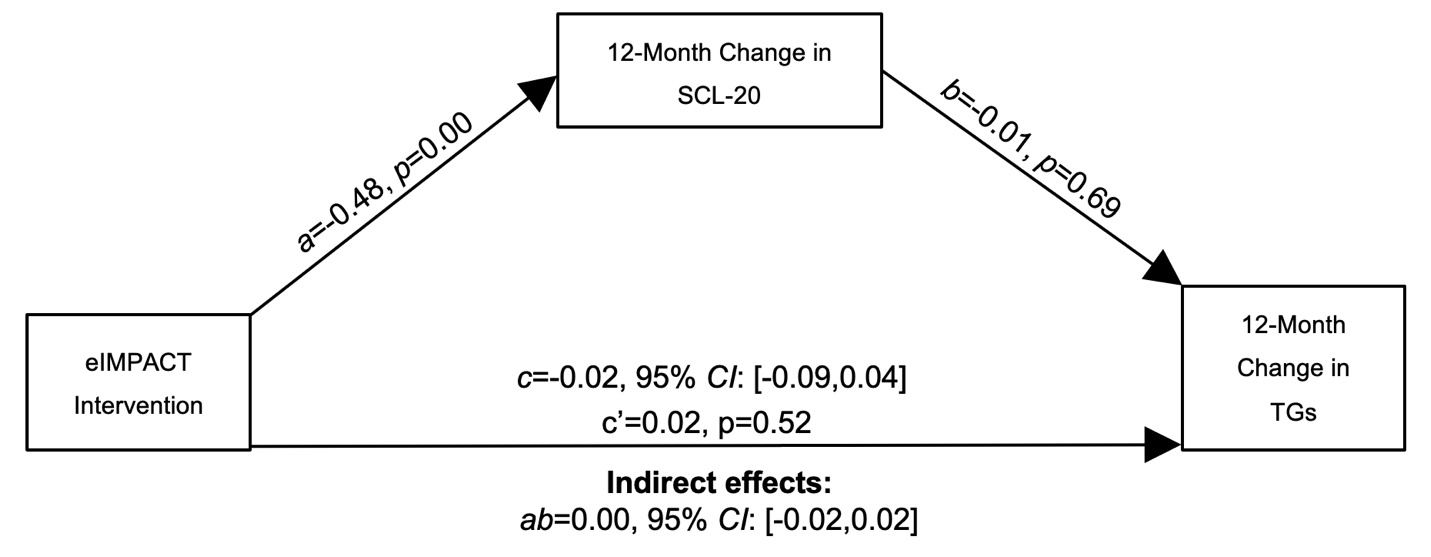 12-Month Change in
SCL-20
a=-0.48, p=0.00
b=-0.01, p=0.69
eIMPACT
Intervention
12-Month
Change in
TGs
c=-0.02, 95% CI: [-0.09,0.04]
c’=0.02, p=0.52
Indirect effects:
ab=0.00, 95% CI: [-0.02,0.02]